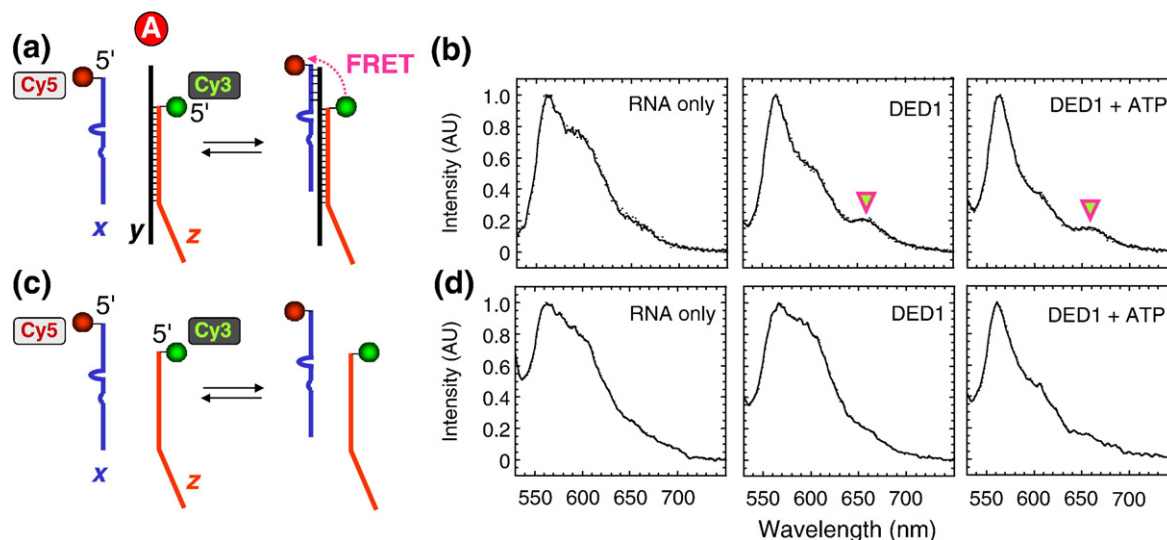 (a)
A
5'
Cy5
Cy3
5'
FRET
x
y
z
(b)
Intensity (AU)
1.0
0.8
0.6
0.4
0.2
0
RNA only
DED1
DED1 + ATP
(c)
5'
Cy5
5'
Cy3
x
z
(d)
Intensity (AU)
1.0
0.8
0.6
0.4
0.2
0
RNA only
DED1
DED1 + ATP
550 600 650 700
550 600 650 700
550 600 650 700
Wavelength (nm)